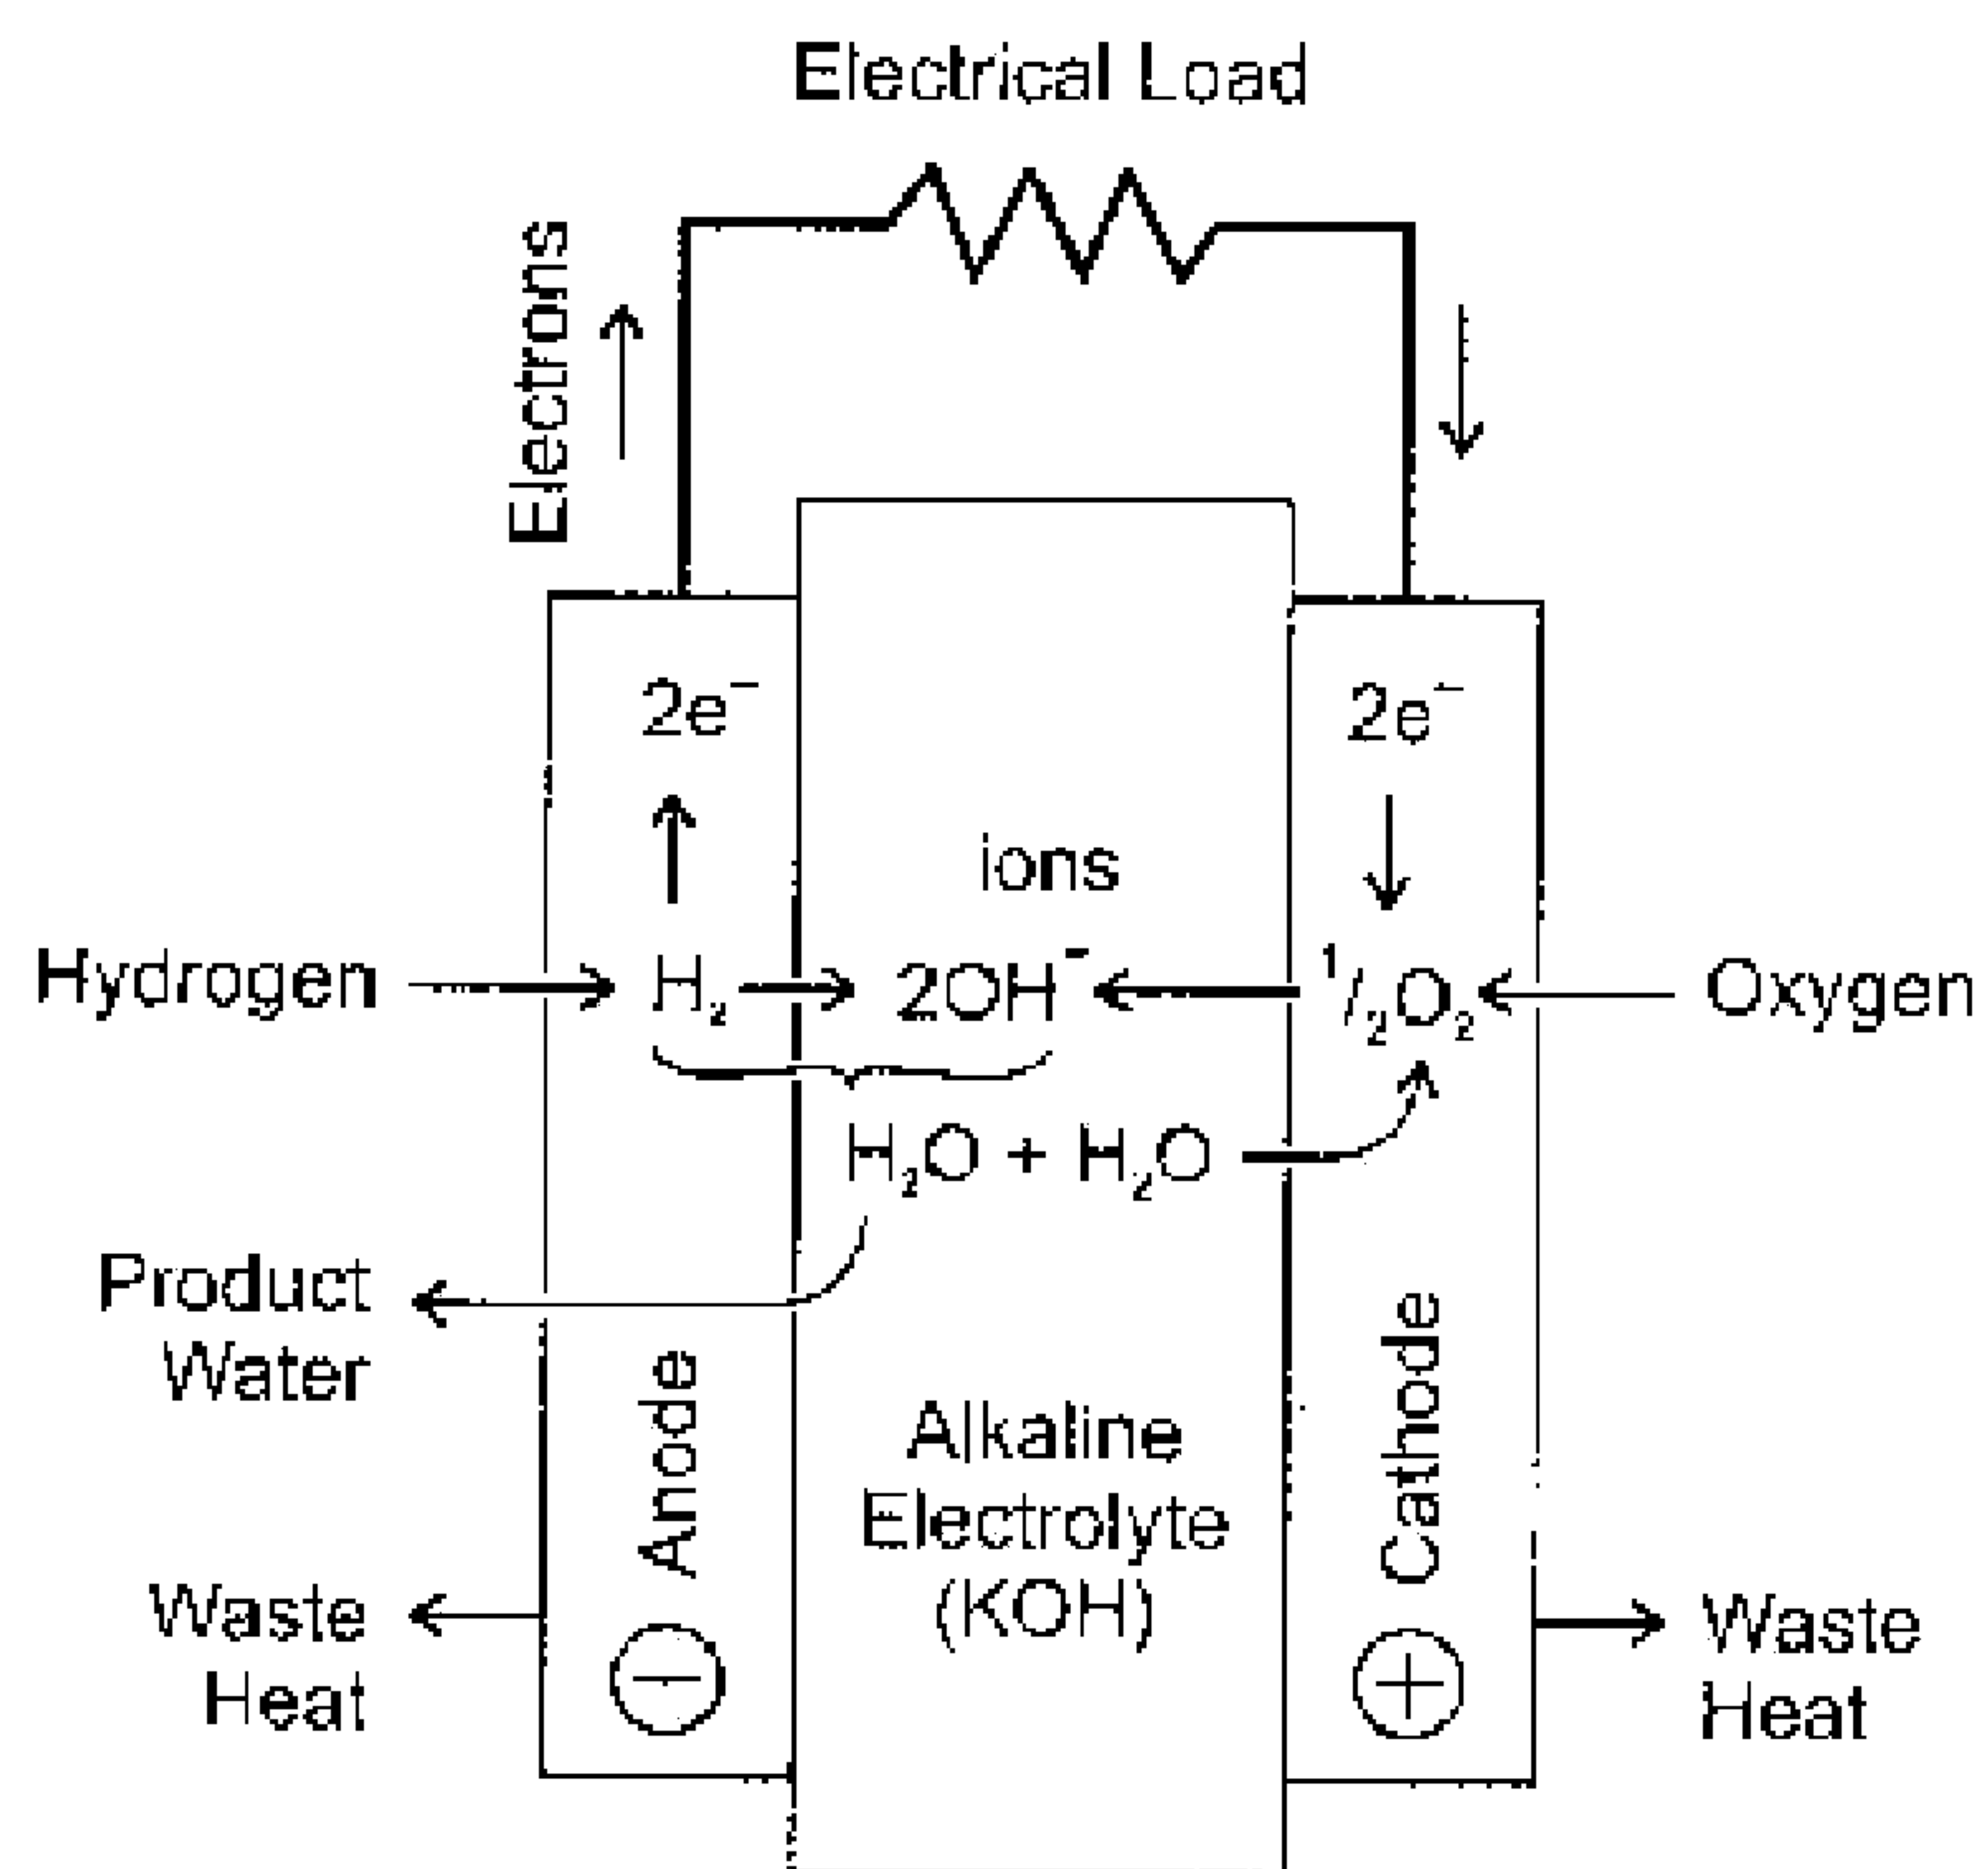 Electrical Load
Electrons
2e⁻
2e⁻
ions
Hydrogen
H₂
2OH⁻
¹/₂O₂
Oxygen
H₂O + H₂O
Product
Water
Anode
Cathode
Alkaline
Electrolyte
(KOH)
Waste
Heat
−
+
Waste
Heat